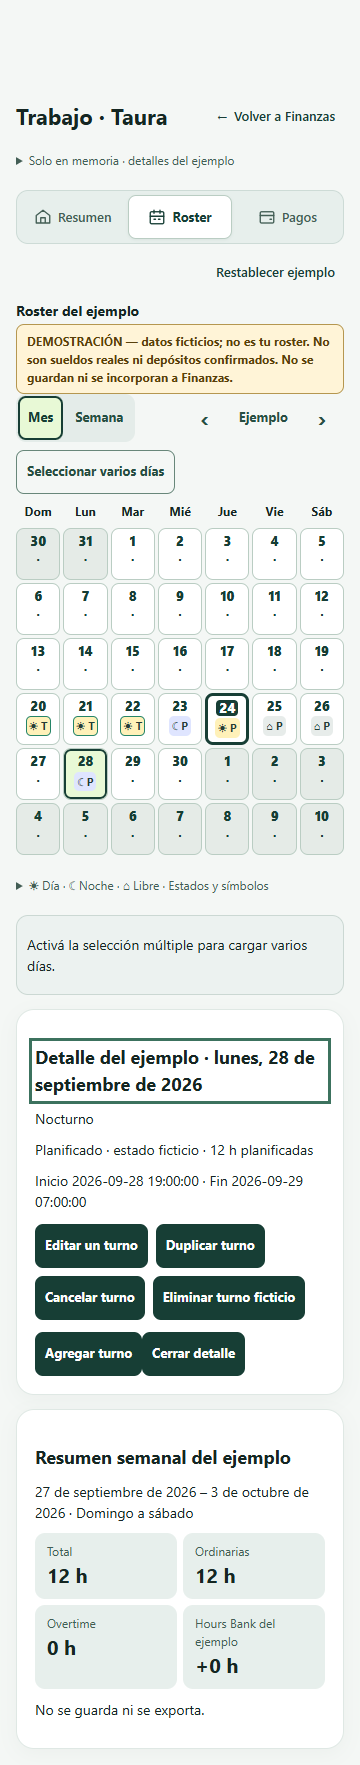 Trabajo · Taura
← Volver a Finanzas
▶ Solo en memoria · detalles del ejemplo
Resumen
Roster
Pagos
Restablecer ejemplo
Roster del ejemplo
DEMOSTRACIÓN — datos ficticios; no es tu roster. No
son sueldos reales ni depósitos confirmados. No se
guardan ni se incorporan a Finanzas.
Mes Semana ‹ Ejemplo ›
Seleccionar varios días
Dom Lun Mar Mié Jue Vie Sáb
30 31 1 2 3 4 5
· · · · · · ·
6 7 8 9 10 11 12
· · · · · · ·
13 14 15 16 17 18 19
· · · · · · ·
20 21 22 23 24 25 26
☀ T ☀ T ☀ T ☾ P ☀ P ⌂ P ⌂ P
27 28 29 30 1 2 3
· ☾ P · · · · ·
4 5 6 7 8 9 10
· · · · · · ·
▶ ☀ Día · ☾ Noche · ⌂ Libre · Estados y símbolos
Activá la selección múltiple para cargar varios
días.
Detalle del ejemplo · lunes, 28 de
septiembre de 2026
Nocturno
Planificado · estado ficticio · 12 h planificadas
Inicio 2026-09-28 19:00:00 · Fin 2026-09-29
07:00:00
Editar un turno
Duplicar turno
Cancelar turno
Eliminar turno ficticio
Agregar turno
Cerrar detalle
Resumen semanal del ejemplo
27 de septiembre de 2026 – 3 de octubre de
2026 · Domingo a sábado
Total
12 h
Ordinarias
12 h
Overtime
0 h
Hours Bank del
ejemplo
+0 h
No se guarda ni se exporta.